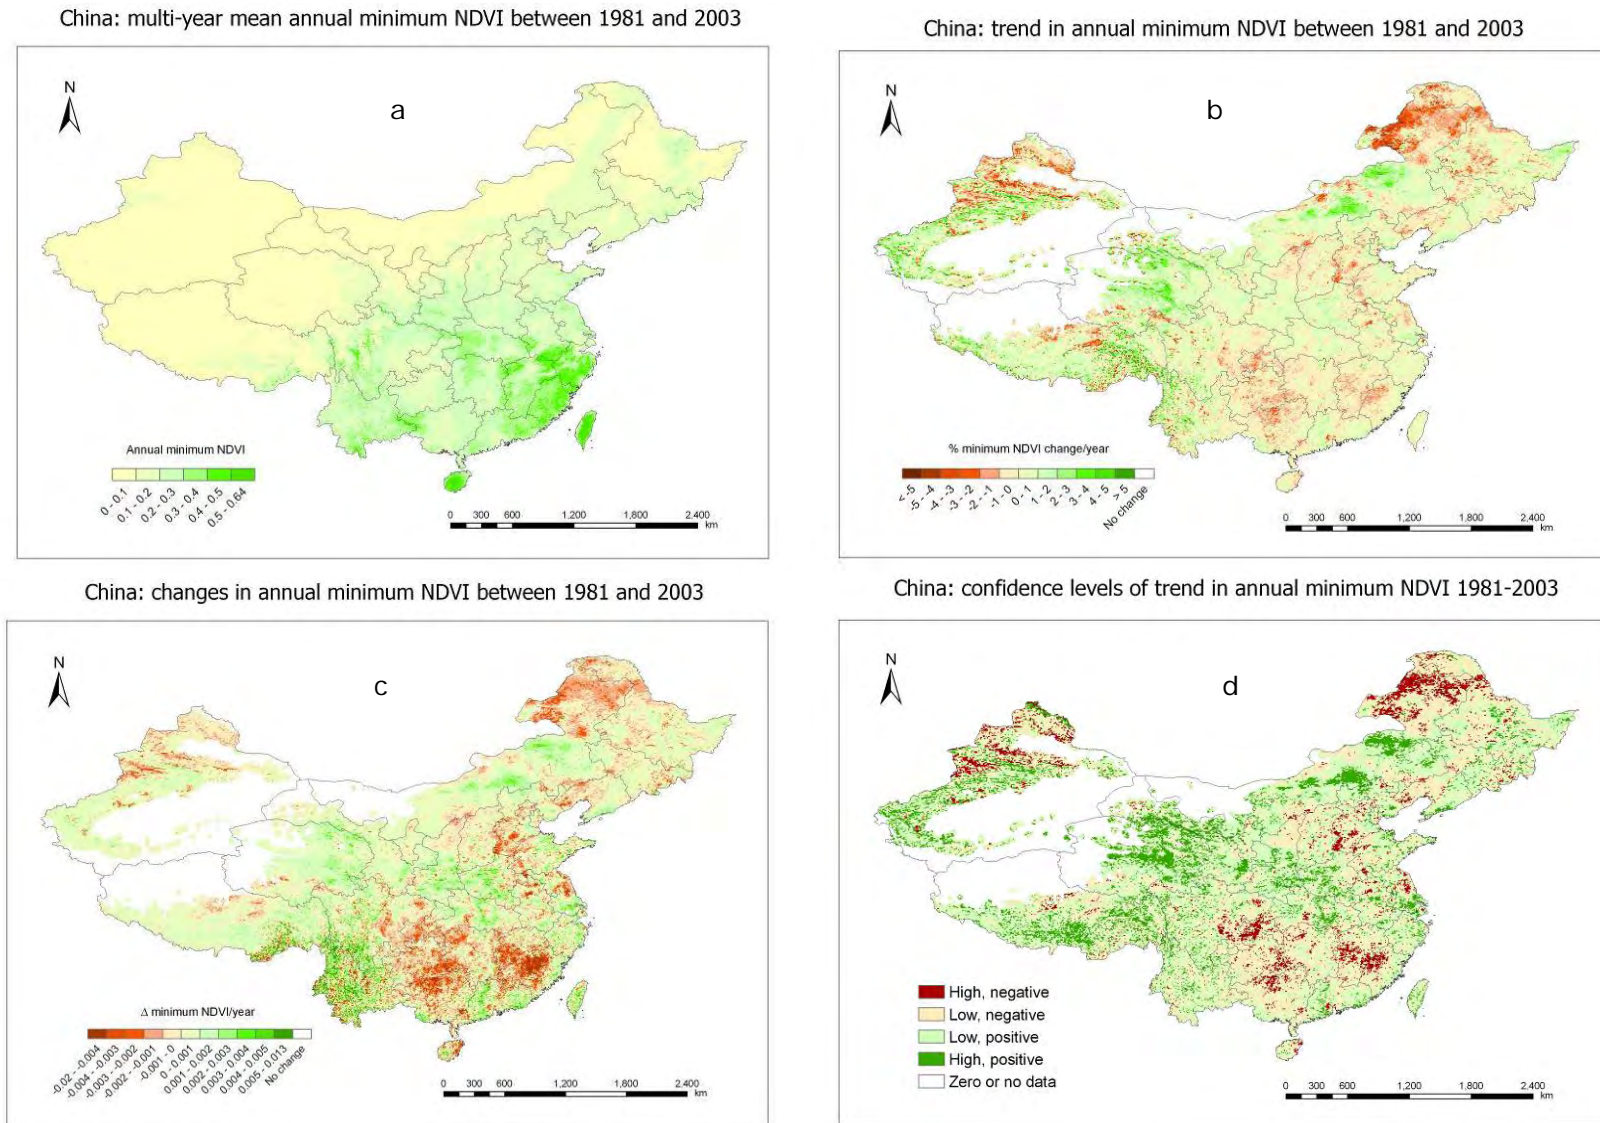 China: multi-year mean annual minimum NDVI between 1981 and 2003
N
a
Annual minimum NDVI
0 - 0.1
0.1 - 0.2
0.2 - 0.3
0.3 - 0.4
0.4 - 0.5
0.5 - 0.64
0 300 600 1,200 1,800 2,400
km
China: trend in annual minimum NDVI between 1981 and 2003
N
b
% minimum NDVI change/year
< -5
-5 - -4
-4 - -3
-3 - -2
-2 - -1
-1 - 0
0 - 1
1 - 2
2 - 3
3 - 4
4 - 5
> 5
No change
0 300 600 1,200 1,800 2,400
km
China: changes in annual minimum NDVI between 1981 and 2003
N
c
Δ minimum NDVI/year
-0.02 - -0.004
-0.004 - -0.003
-0.003 - -0.002
-0.002 - -0.001
-0.001 - 0
0 - 0.001
0.001 - 0.002
0.002 - 0.003
0.003 - 0.004
0.004 - 0.005
0.005 - 0.013
No change
0 300 600 1,200 1,800 2,400
km
China: confidence levels of trend in annual minimum NDVI 1981-2003
N
d
High, negative
Low, negative
Low, positive
High, positive
Zero or no data
0 300 600 1,200 1,800 2,400
km